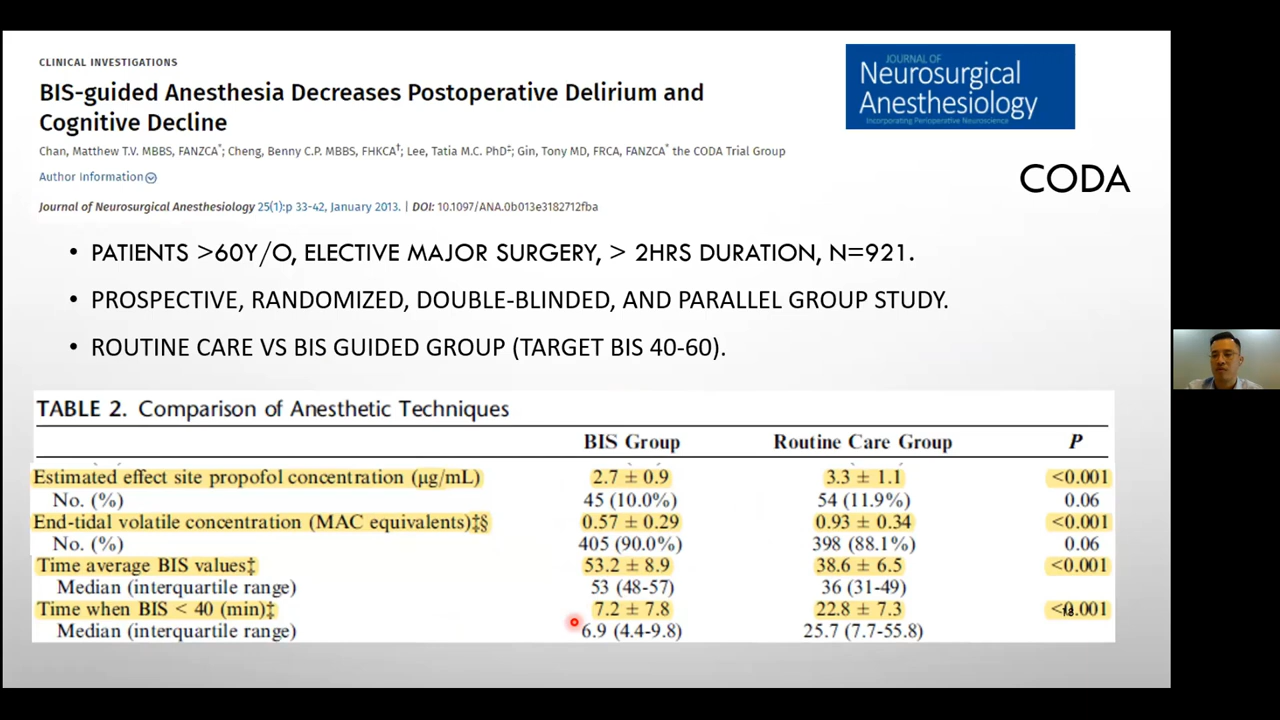 CLINICAL INVESTIGATIONS
BIS-guided Anesthesia Decreases Postoperative Delirium and
Cognitive Decline
Chan, Matthew T.V. MBBS, FANZCA*; Cheng, Benny C.P. MBBS, FHKCA†; Lee, Tatia M.C. PhD‡; Gin, Tony MD, FRCA, FANZCA* the CODA Trial Group
Author Information
Journal of Neurosurgical Anesthesiology 25(1):p 33-42, January 2013. | DOI: 10.1097/ANA.0b013e3182712fba
JOURNAL OF
Neurosurgical
Anesthesiology
Incorporating Perioperative Neuroscience
CODA
• PATIENTS >60Y/O, ELECTIVE MAJOR SURGERY, > 2HRS DURATION, N=921.
• PROSPECTIVE, RANDOMIZED, DOUBLE-BLINDED, AND PARALLEL GROUP STUDY.
• ROUTINE CARE VS BIS GUIDED GROUP (TARGET BIS 40-60).
TABLE 2. Comparison of Anesthetic Techniques
BIS Group Routine Care Group P
Estimated effect site propofol concentration (μg/mL) 2.7 ± 0.9 3.3 ± 1.1 <0.001
No. (%) 45 (10.0%) 54 (11.9%) 0.06
End-tidal volatile concentration (MAC equivalents)‡§ 0.57 ± 0.29 0.93 ± 0.34 <0.001
No. (%) 405 (90.0%) 398 (88.1%) 0.06
Time average BIS values‡ 53.2 ± 8.9 38.6 ± 6.5 <0.001
Median (interquartile range) 53 (48-57) 36 (31-49)
Time when BIS < 40 (min)‡ 7.2 ± 7.8 22.8 ± 7.3 <0.001
Median (interquartile range) 6.9 (4.4-9.8) 25.7 (7.7-55.8)
18